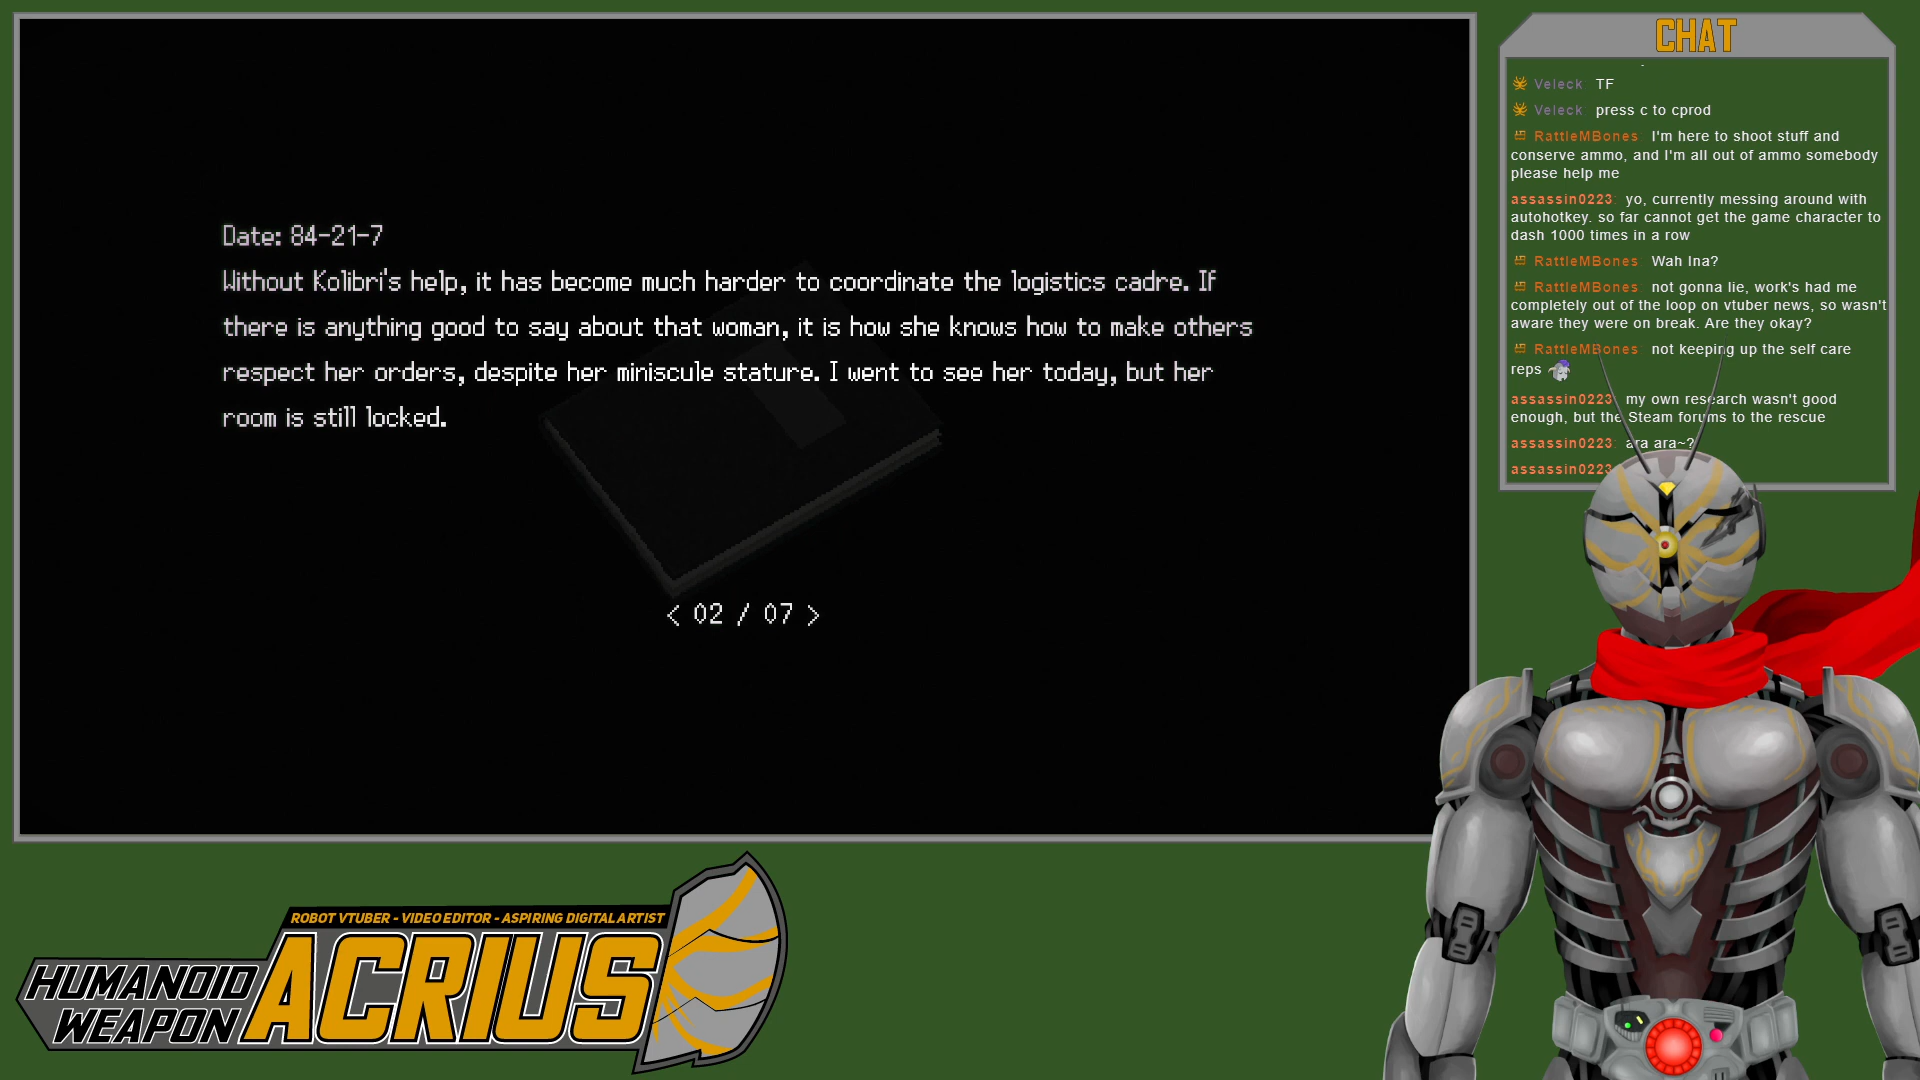 Date: 84-21-7
Without Kolibri's help, it has become much harder to coordinate the logistics cadre. If
there is anything good to say about that woman, it is how she knows how to make others
respect her orders, despite her miniscule stature. I went to see her today, but her
room is still locked.
< 02 / 07 >
CHAT
Veleck TF
Veleck press c to cprod
RattleMBones I'm here to shoot stuff and
conserve ammo, and I'm all out of ammo somebody
please help me
assassin0223: yo, currently messing around with
autohotkey. so far cannot get the game character to
dash 1000 times in a row
RattleMBones Wah Ina?
RattleMBones not gonna lie, work's had me
completely out of the loop on vtuber news, so wasn't
aware they were on break. Are they okay?
RattleMBones not keeping up the self care
reps
assassin0223: my own research wasn't good
enough, but the Steam forums to the rescue
assassin0223: ara ara~?
assassin0223
ROBOT VTUBER - VIDEO EDITOR - ASPIRING DIGITAL ARTIST
HUMANOID
WEAPON
ACRIUS